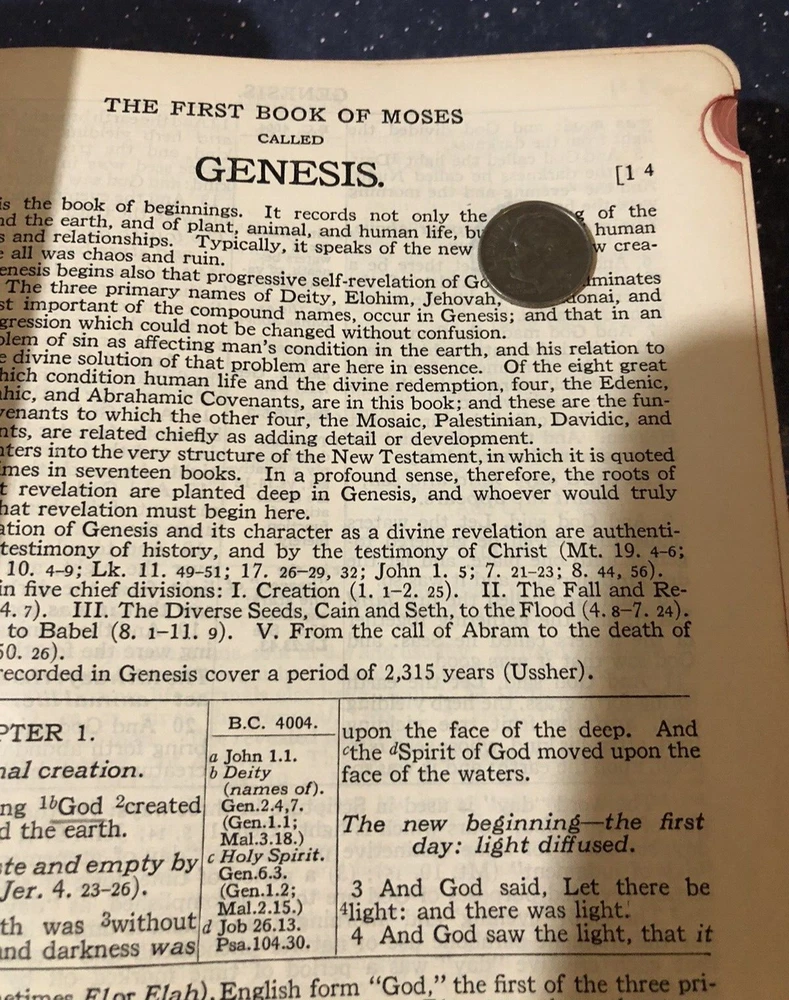 THE FIRST BOOK OF MOSES
CALLED
GENESIS.
[1 4
is the book of beginnings. It records not only the g of the
nd the earth, and of plant, animal, and human life, bu human
s and relationships. Typically, it speaks of the new w crea-
e all was chaos and ruin.
enesis begins also that progressive self-revelation of Go lminates
The three primary names of Deity, Elohim, Jehovah, donai, and
st important of the compound names, occur in Genesis; and that in an
gression which could not be changed without confusion.
blem of sin as affecting man's condition in the earth, and his relation to
e divine solution of that problem are here in essence. Of the eight great
hich condition human life and the divine redemption, four, the Edenic,
ahic, and Abrahamic Covenants, are in this book; and these are the fun-
venants to which the other four, the Mosaic, Palestinian, Davidic, and
nts, are related chiefly as adding detail or development.
nters into the very structure of the New Testament, in which it is quoted
imes in seventeen books. In a profound sense, therefore, the roots of
t revelation are planted deep in Genesis, and whoever would truly
hat revelation must begin here.
ation of Genesis and its character as a divine revelation are authenti-
testimony of history, and by the testimony of Christ (Mt. 19. 4-6;
10. 4-9; Lk. 11. 49-51; 17. 26-29, 32; John 1. 5; 7. 21-23; 8. 44, 56).
in five chief divisions: I. Creation (1. 1-2. 25). II. The Fall and Re-
4. 7). III. The Diverse Seeds, Cain and Seth, to the Flood (4. 8-7. 24).
to Babel (8. 1-11. 9). V. From the call of Abram to the death of
50. 26).
recorded in Genesis cover a period of 2,315 years (Ussher).
PTER 1.
nal creation.
ng 1bGod 2created
d the earth.
ste and empty by
Jer. 4. 23-26).
th was 3without
and darkness was
B.C. 4004.
a John 1.1.
b Deity
(names of).
Gen.2.4,7.
(Gen.1.1;
Mal.3.18.)
c Holy Spirit.
Gen.6.3.
(Gen.1.2;
Mal.2.15.)
d Job 26.13.
Psa.104.30.
upon the face of the deep. And
cthe dSpirit of God moved upon the
face of the waters.
The new beginning—the first
day: light diffused.
3 And God said, Let there be
4light: and there was light.
4 And God saw the light, that it
etimes El or Elah). English form "God," the first of the three pri-